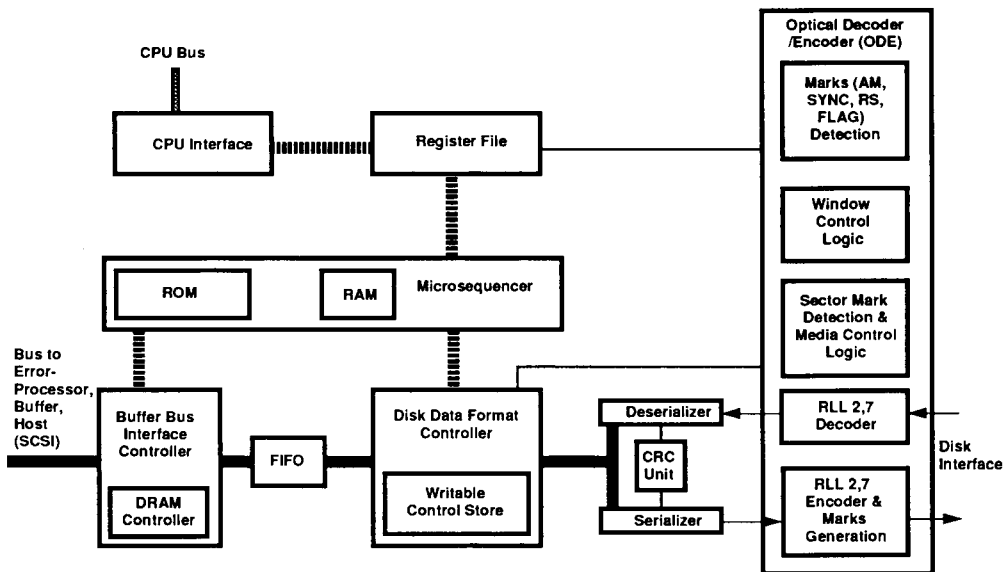 Optical Decoder
/Encoder (ODE)
CPU Bus
Marks (AM,
SYNC, RS,
FLAG)
Detection
CPU Interface
Register File
Window
Control
Logic
ROM
RAM
Microsequencer
Sector Mark
Detection &
Media Control
Logic
Bus to
Error-
Processor,
Buffer,
Host
(SCSI)
Buffer Bus
Interface
Controller
DRAM
Controller
FIFO
Disk Data Format
Controller
Writable
Control Store
Deserializer
CRC
Unit
Serializer
RLL 2,7
Decoder
Disk
Interface
RLL 2,7
Encoder &
Marks
Generation